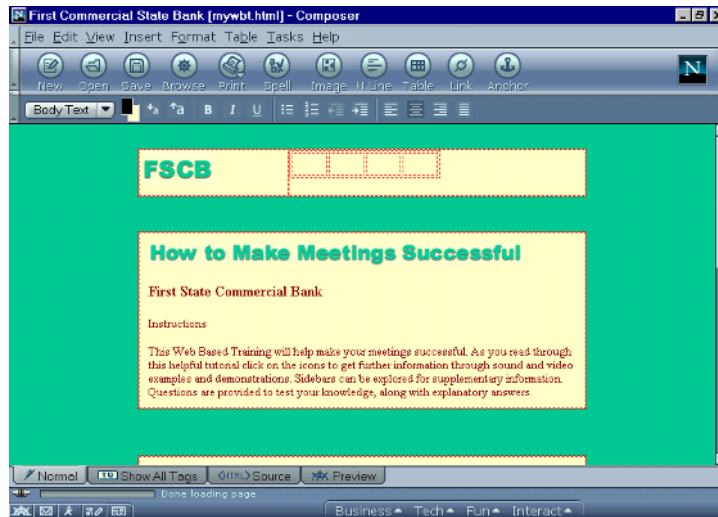 First Commercial State Bank [mywbt.html] - Composer
File Edit View Insert Format Table Tasks Help
New Open Save Browse Print Spell Image H.Line Table Link Anchor
N
Body Text a a B I U
FSCB
How to Make Meetings Successful
First State Commercial Bank
Instructions
This Web Based Training will help make your meetings successful. As you read through
this helpful tutorial click on the icons to get further information through sound and video
examples and demonstrations. Sidebars can be explored for supplementary information.
Questions are provided to test your knowledge, along with explanatory answers.
Normal TD Show All Tags <HTML> Source Preview
Done loading page
Business Tech Fun Interact